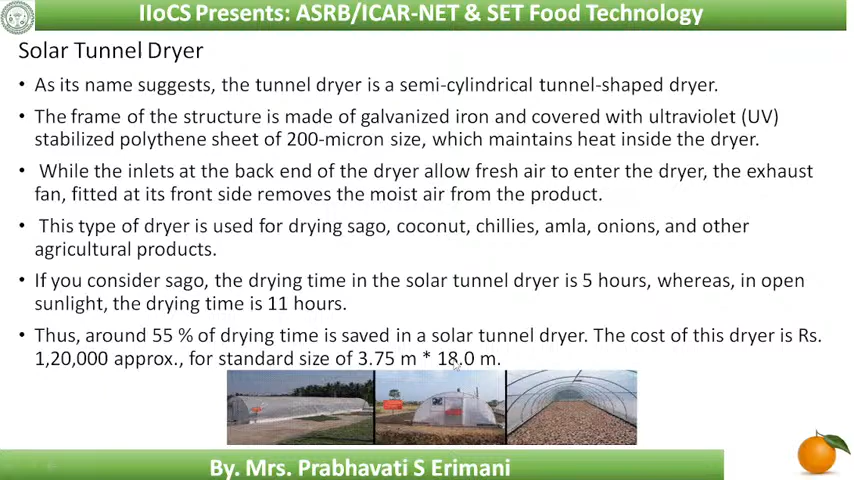 IIoCS Presents: ASRB/ICAR-NET & SET Food Technology
Solar Tunnel Dryer
• As its name suggests, the tunnel dryer is a semi-cylindrical tunnel-shaped dryer.
• The frame of the structure is made of galvanized iron and covered with ultraviolet (UV)
stabilized polythene sheet of 200-micron size, which maintains heat inside the dryer.
• While the inlets at the back end of the dryer allow fresh air to enter the dryer, the exhaust
fan, fitted at its front side removes the moist air from the product.
• This type of dryer is used for drying sago, coconut, chillies, amla, onions, and other
agricultural products.
• If you consider sago, the drying time in the solar tunnel dryer is 5 hours, whereas, in open
sunlight, the drying time is 11 hours.
• Thus, around 55 % of drying time is saved in a solar tunnel dryer. The cost of this dryer is Rs.
1,20,000 approx., for standard size of 3.75 m * 18.0 m.
By. Mrs. Prabhavati S Erimani